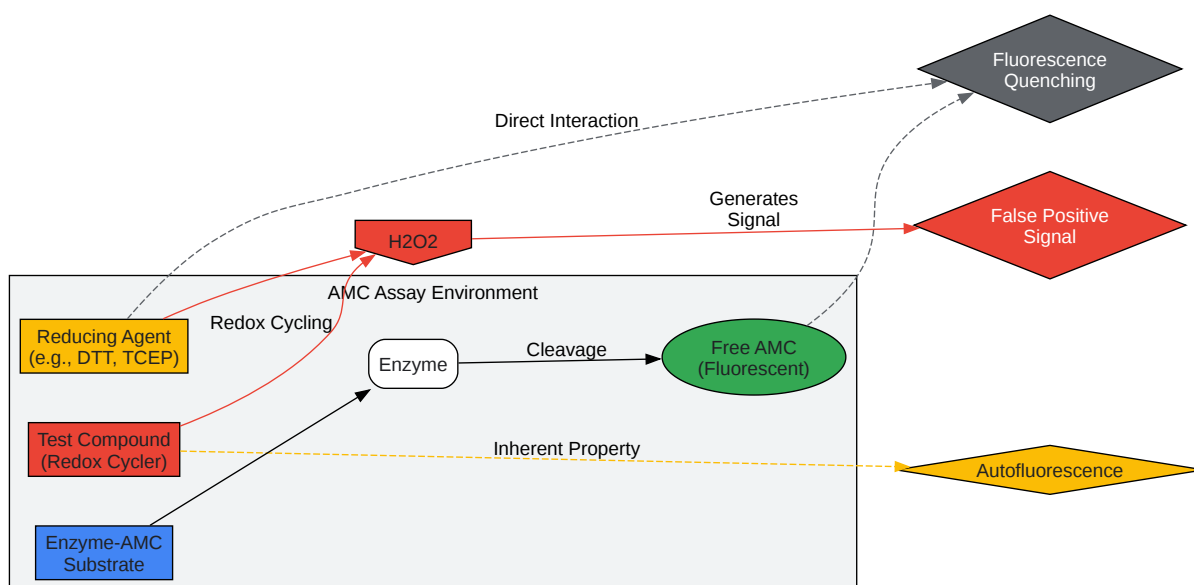 Fluorescence
Quenching
Direct Interaction
Generates
Signal
False Positive
Signal
H2O2
AMC Assay Environment
Redox Cycling
Reducing Agent
(e.g., DTT, TCEP)
Enzyme
Cleavage
Free AMC
(Fluorescent)
Test Compound
(Redox Cycler)
Inherent Property
Autofluorescence
Enzyme-AMC
Substrate